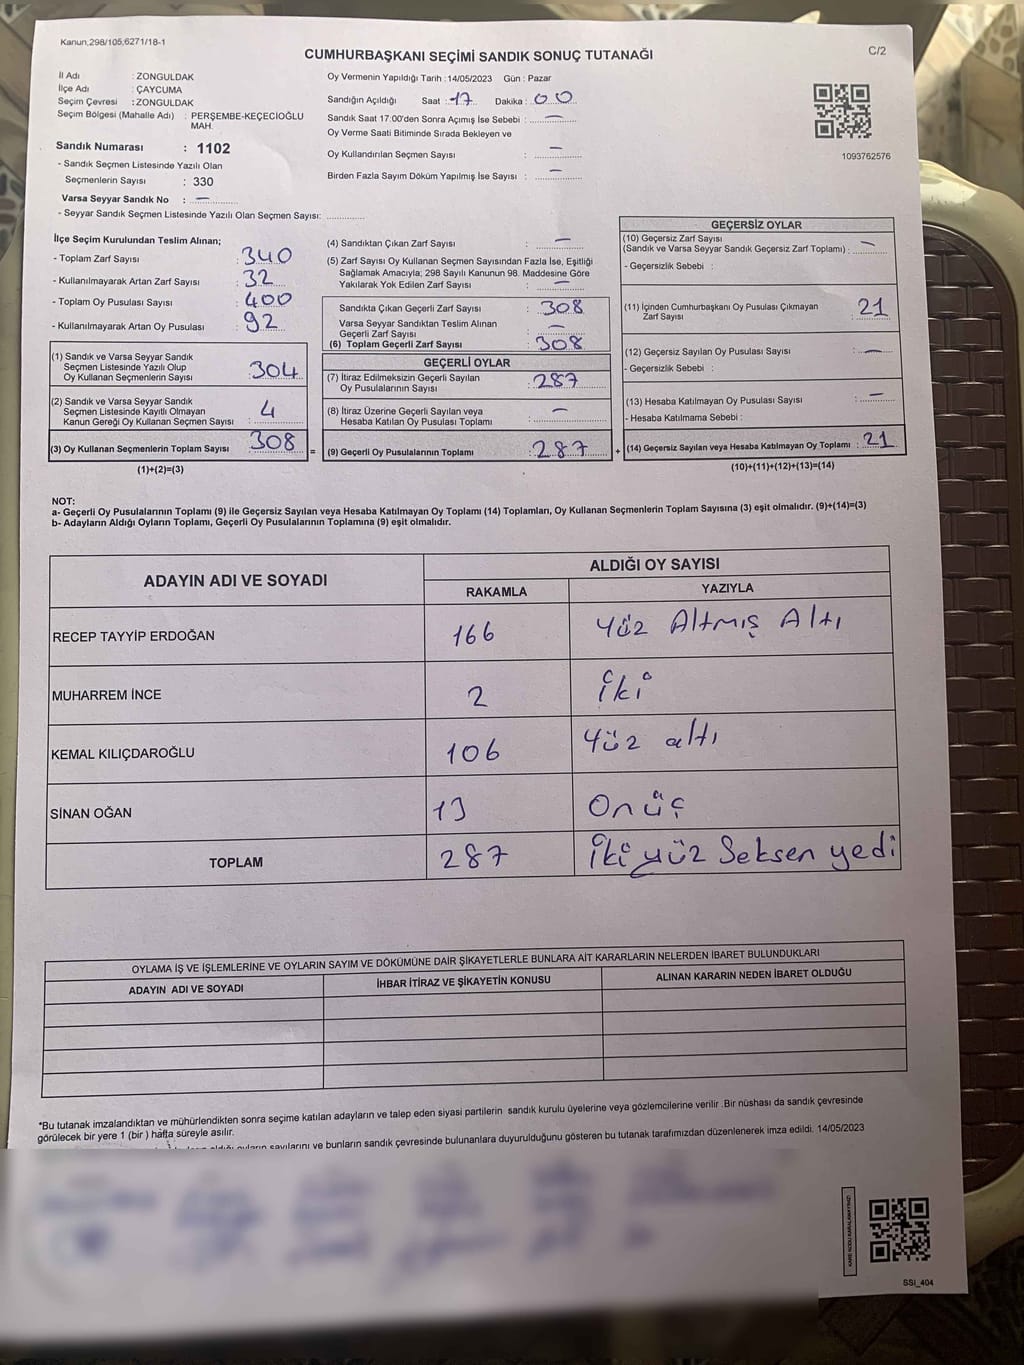 Kanun,298/105,6271/18-1
CUMHURBAŞKANI SEÇİMİ SANDIK SONUÇ TUTANAĞI
C/2
İl Adı : ZONGULDAK
İlçe Adı : ÇAYCUMA
Seçim Çevresi : ZONGULDAK
Seçim Bölgesi (Mahalle Adı) : PERŞEMBE-KEÇECİOĞLU
MAH.
Sandık Numarası : 1102
- Sandık Seçmen Listesinde Yazılı Olan
Seçmenlerin Sayısı : 330
Varsa Seyyar Sandık No : —
- Seyyar Sandık Seçmen Listesinde Yazılı Olan Seçmen Sayısı: ..............
Oy Vermenin Yapıldığı Tarih : 14/05/2023 Gün : Pazar
Sandığın Açıldığı Saat : 17 Dakika : 00
Sandık Saat 17:00'den Sonra Açımış İse Sebebi : —
Oy Verme Saati Bitiminde Sırada Bekleyen ve
Oy Kullandırılan Seçmen Sayısı : —
Birden Fazla Sayım Döküm Yapılmış İse Sayısı : —
1093762576
İlçe Seçim Kurulundan Teslim Alınan;
- Toplam Zarf Sayısı : 340
- Kullanılmayarak Artan Zarf Sayısı : 32
- Toplam Oy Pusulası Sayısı : 400
- Kullanılmayarak Artan Oy Pusulası : 92
(1) Sandık ve Varsa Seyyar Sandık
Seçmen Listesinde Yazılı Olup
Oy Kullanan Seçmenlerin Sayısı : 304
(2) Sandık ve Varsa Seyyar Sandık
Seçmen Listesinde Kayıtlı Olmayan
Kanun Gereği Oy Kullanan Seçmen Sayısı : 4
(3) Oy Kullanan Seçmenlerin Toplam Sayısı : 308
(1)+(2)=(3)
(4) Sandıktan Çıkan Zarf Sayısı : —
(5) Zarf Sayısı Oy Kullanan Seçmen Sayısından Fazla İse, Eşitliği
Sağlamak Amacıyla; 298 Sayılı Kanunun 98. Maddesine Göre
Yakılarak Yok Edilen Zarf Sayısı : —
Sandıkta Çıkan Geçerli Zarf Sayısı : 308
Varsa Seyyar Sandıktan Teslim Alınan
Geçerli Zarf Sayısı : —
(6) Toplam Geçerli Zarf Sayısı : 308
GEÇERLİ OYLAR
(7) İtiraz Edilmeksizin Geçerli Sayılan
Oy Pusulalarının Sayısı : 287
(8) İtiraz Üzerine Geçerli Sayılan veya
Hesaba Katılan Oy Pusulası Toplamı : —
= (9) Geçerli Oy Pusulalarının Toplamı : 287
GEÇERSİZ OYLAR
(10) Geçersiz Zarf Sayısı
(Sandık ve Varsa Seyyar Sandık Geçersiz Zarf Toplamı) : —
- Geçersizlik Sebebi :
(11) İçinden Cumhurbaşkanı Oy Pusulası Çıkmayan
Zarf Sayısı : 21
(12) Geçersiz Sayılan Oy Pusulası Sayısı : —
- Geçersizlik Sebebi :
(13) Hesaba Katılmayan Oy Pusulası Sayısı : —
- Hesaba Katılmama Sebebi :
+ (14) Geçersiz Sayılan veya Hesaba Katılmayan Oy Toplamı : 21
(10)+(11)+(12)+(13)=(14)
NOT:
a- Geçerli Oy Pusulalarının Toplamı (9) ile Geçersiz Sayılan veya Hesaba Katılmayan Oy Toplamı (14) Toplamları, Oy Kullanan Seçmenlerin Toplam Sayısına (3) eşit olmalıdır. (9)+(14)=(3)
b- Adayların Aldığı Oyların Toplamı, Geçerli Oy Pusulalarının Toplamına (9) eşit olmalıdır.
ADAYIN ADI VE SOYADI
ALDIĞI OY SAYISI
RAKAMLA YAZIYLA
RECEP TAYYİP ERDOĞAN 166 Yüz Altmış Altı
MUHARREM İNCE 2 İki
KEMAL KILIÇDAROĞLU 106 Yüz altı
SİNAN OĞAN 13 Onüç
TOPLAM 287 İki yüz Seksen yedi
OYLAMA İŞ VE İŞLEMLERİNE VE OYLARIN SAYIM VE DÖKÜMÜNE DAİR ŞİKAYETLERLE BUNLARA AİT KARARLARIN NELERDEN İBARET BULUNDUKLARI
ADAYIN ADI VE SOYADI İHBAR İTİRAZ VE ŞİKAYETİN KONUSU ALINAN KARARIN NEDEN İBARET OLDUĞU
*Bu tutanak imzalandıktan ve mühürlendikten sonra seçime katılan adayların ve talep eden siyasi partilerin sandık kurulu üyelerine veya gözlemcilerine verilir .Bir nüshası da sandık çevresinde
görülecek bir yere 1 (bir ) hafta süreyle asılır.
oyların sayılarını ve bunların sandık çevresinde bulunanlara duyurulduğunu gösteren bu tutanak tarafımızdan düzenlenerek imza edildi. 14/05/2023
KARE KODU KARALAMAYINIZ!
SSI_404